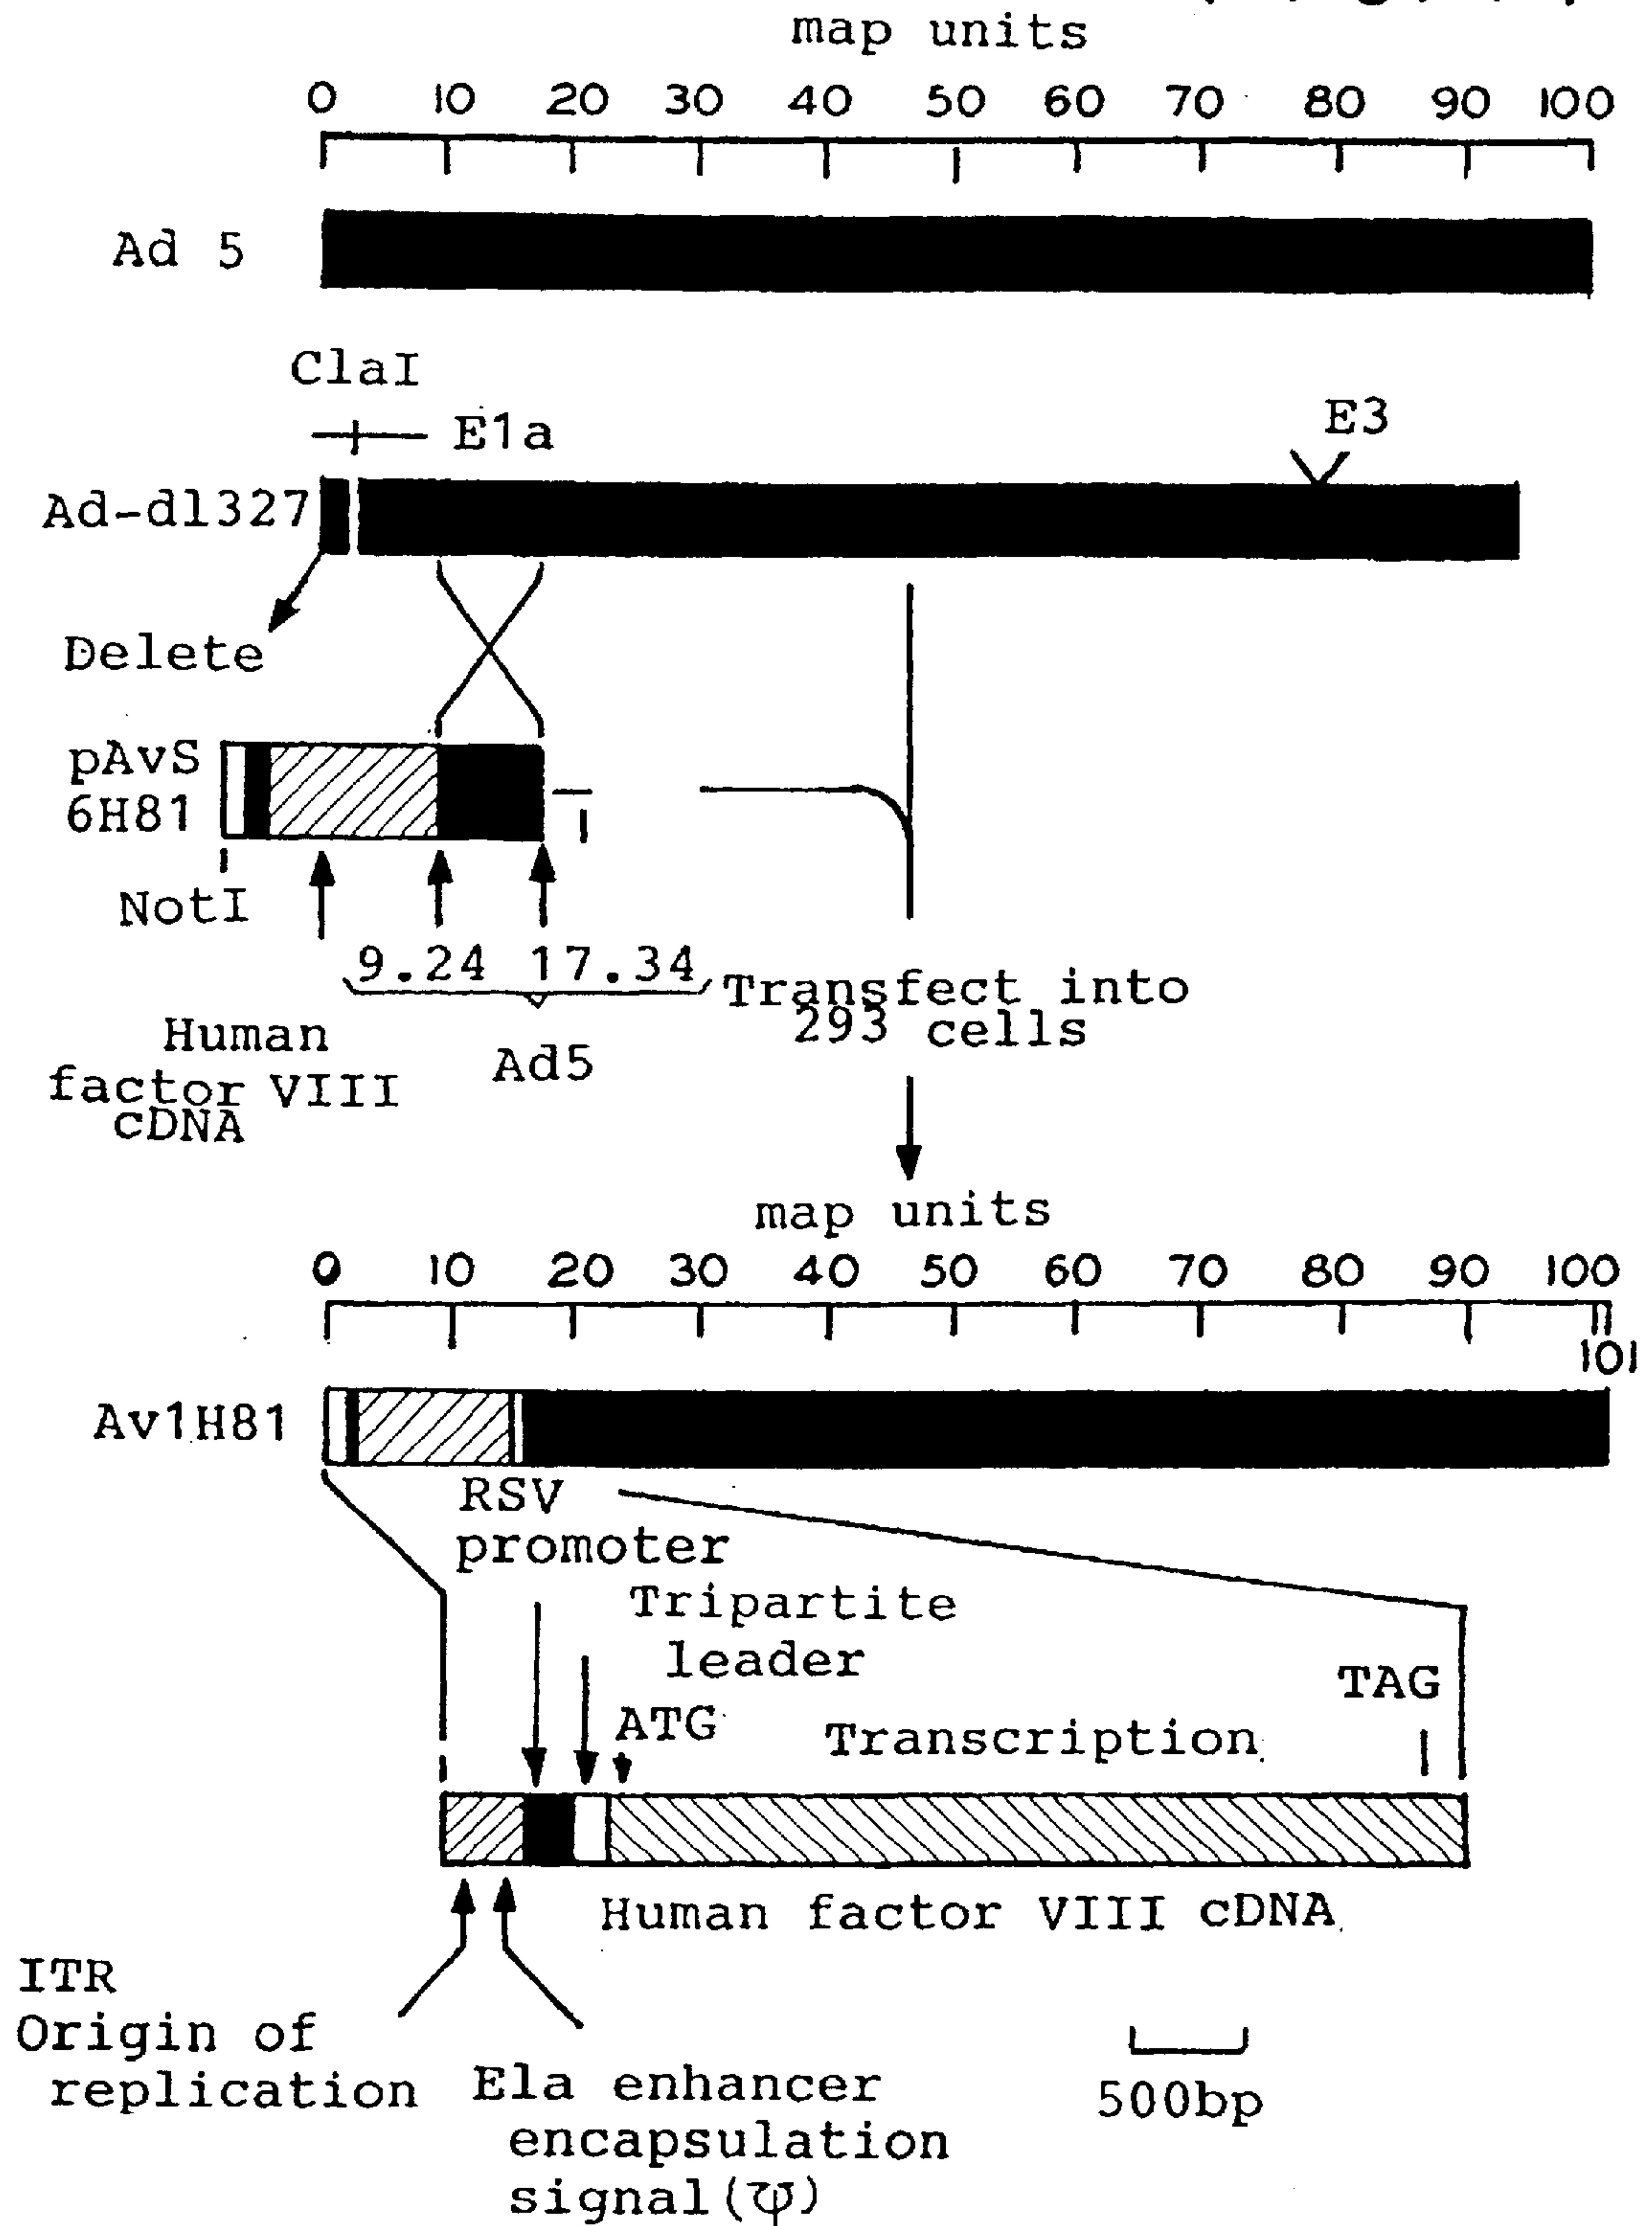 map units
0 10 20 30 40 50 60 70 80 90 100
Ad 5
ClaI
E1a
E3
Ad-dl327
Delete
pAvS
6H81
NotI
9.24 17.34
Transfect into
293 cells
Human
factor VIII
cDNA
Ad5
map units
0 10 20 30 40 50 60 70 80 90 100
101
Av1H81
RSV
promoter
Tripartite
leader
ATG
Transcription
TAG
Human factor VIII cDNA
ITR
Origin of
replication
Ela enhancer
encapsulation
signal(ψ)
500bp